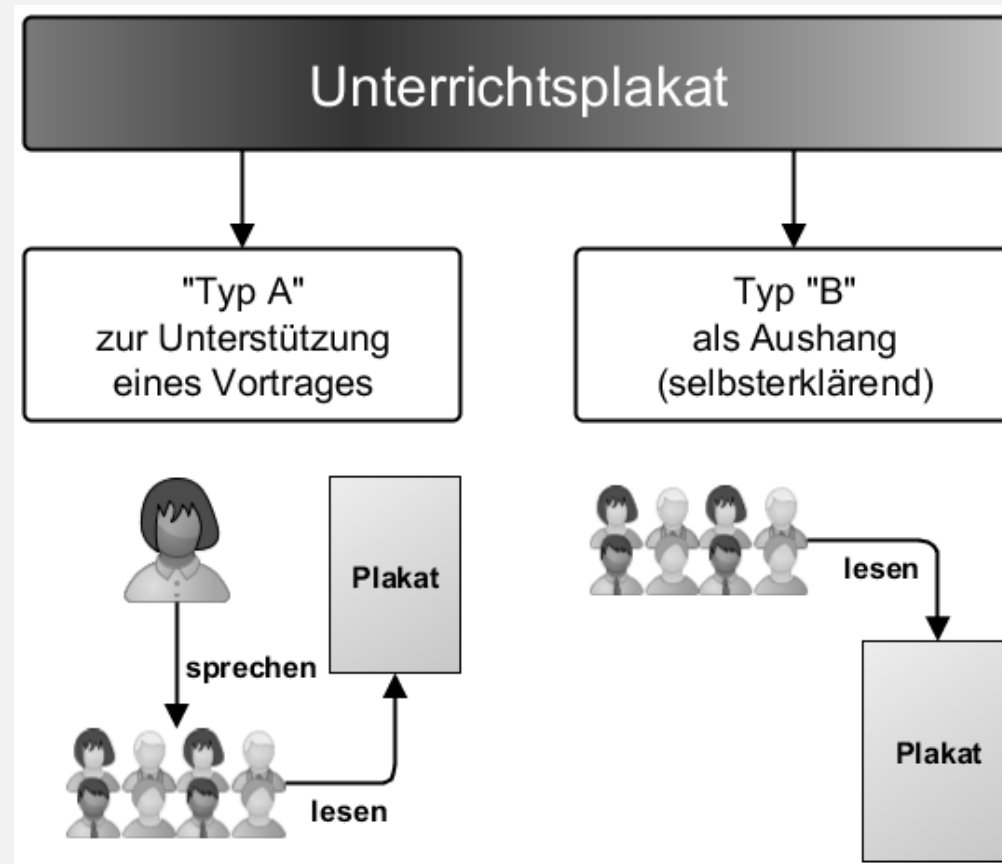 Unterrichtsplakat
"Typ A"
zur Unterstützung
eines Vortrages
Typ "B"
als Aushang
(selbsterklärend)
Plakat
sprechen
lesen
lesen
Plakat